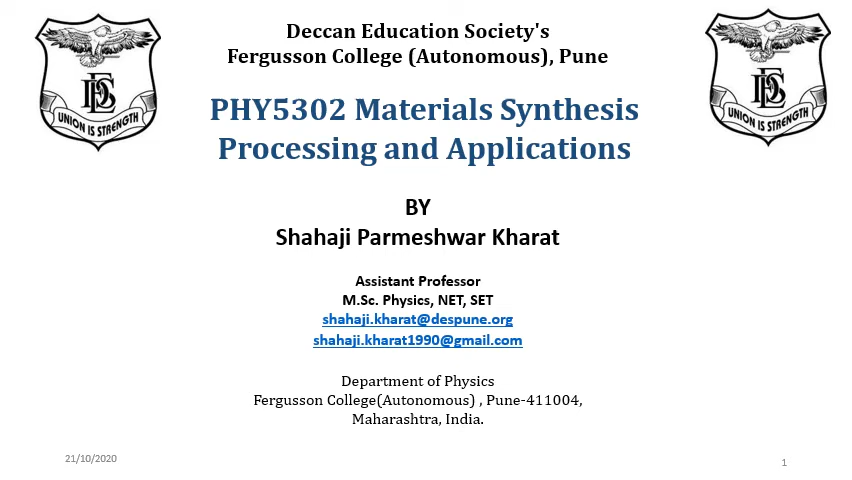 Deccan Education Society's
Fergusson College (Autonomous), Pune
DES
UNION IS STRENGTH
DES
UNION IS STRENGTH
PHY5302 Materials Synthesis
Processing and Applications
BY
Shahaji Parmeshwar Kharat
Assistant Professor
M.Sc. Physics, NET, SET
shahaji.kharat@despune.org
shahaji.kharat1990@gmail.com
Department of Physics
Fergusson College(Autonomous) , Pune-411004,
Maharashtra, India.
21/10/2020
1